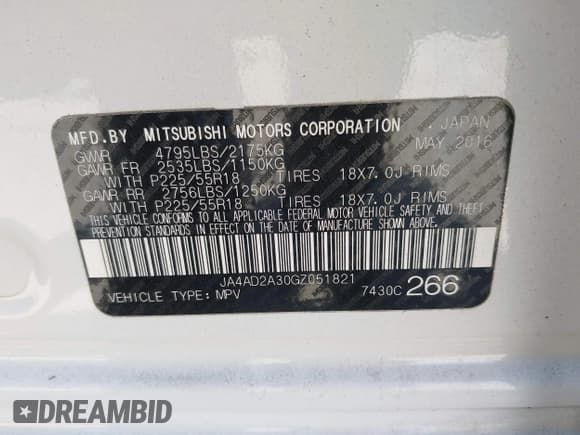 MFD.BY MITSUBISHI MOTORS CORPORATION , JAPAN
GVWR 4795LBS/2175KG MAY 2016
GAWR FR 2535LBS/1150KG
WITH P225/55R18 TIRES 18X7.0J RIMS
GAWR RR 2756LBS/1250KG
WITH P225/55R18 TIRES 18X7.0J RIMS
THIS VEHICLE CONFORMS TO ALL APPLICABLE FEDERAL MOTOR VEHICLE SAFETY AND THEFT
PREVENTION STANDARDS IN EFFECT ON THE DATE OF MANUFACTURE SHOWN ABOVE.
JA4AD2A30GZ051821
VEHICLE TYPE: MPV 7430C 266
DREAMBID